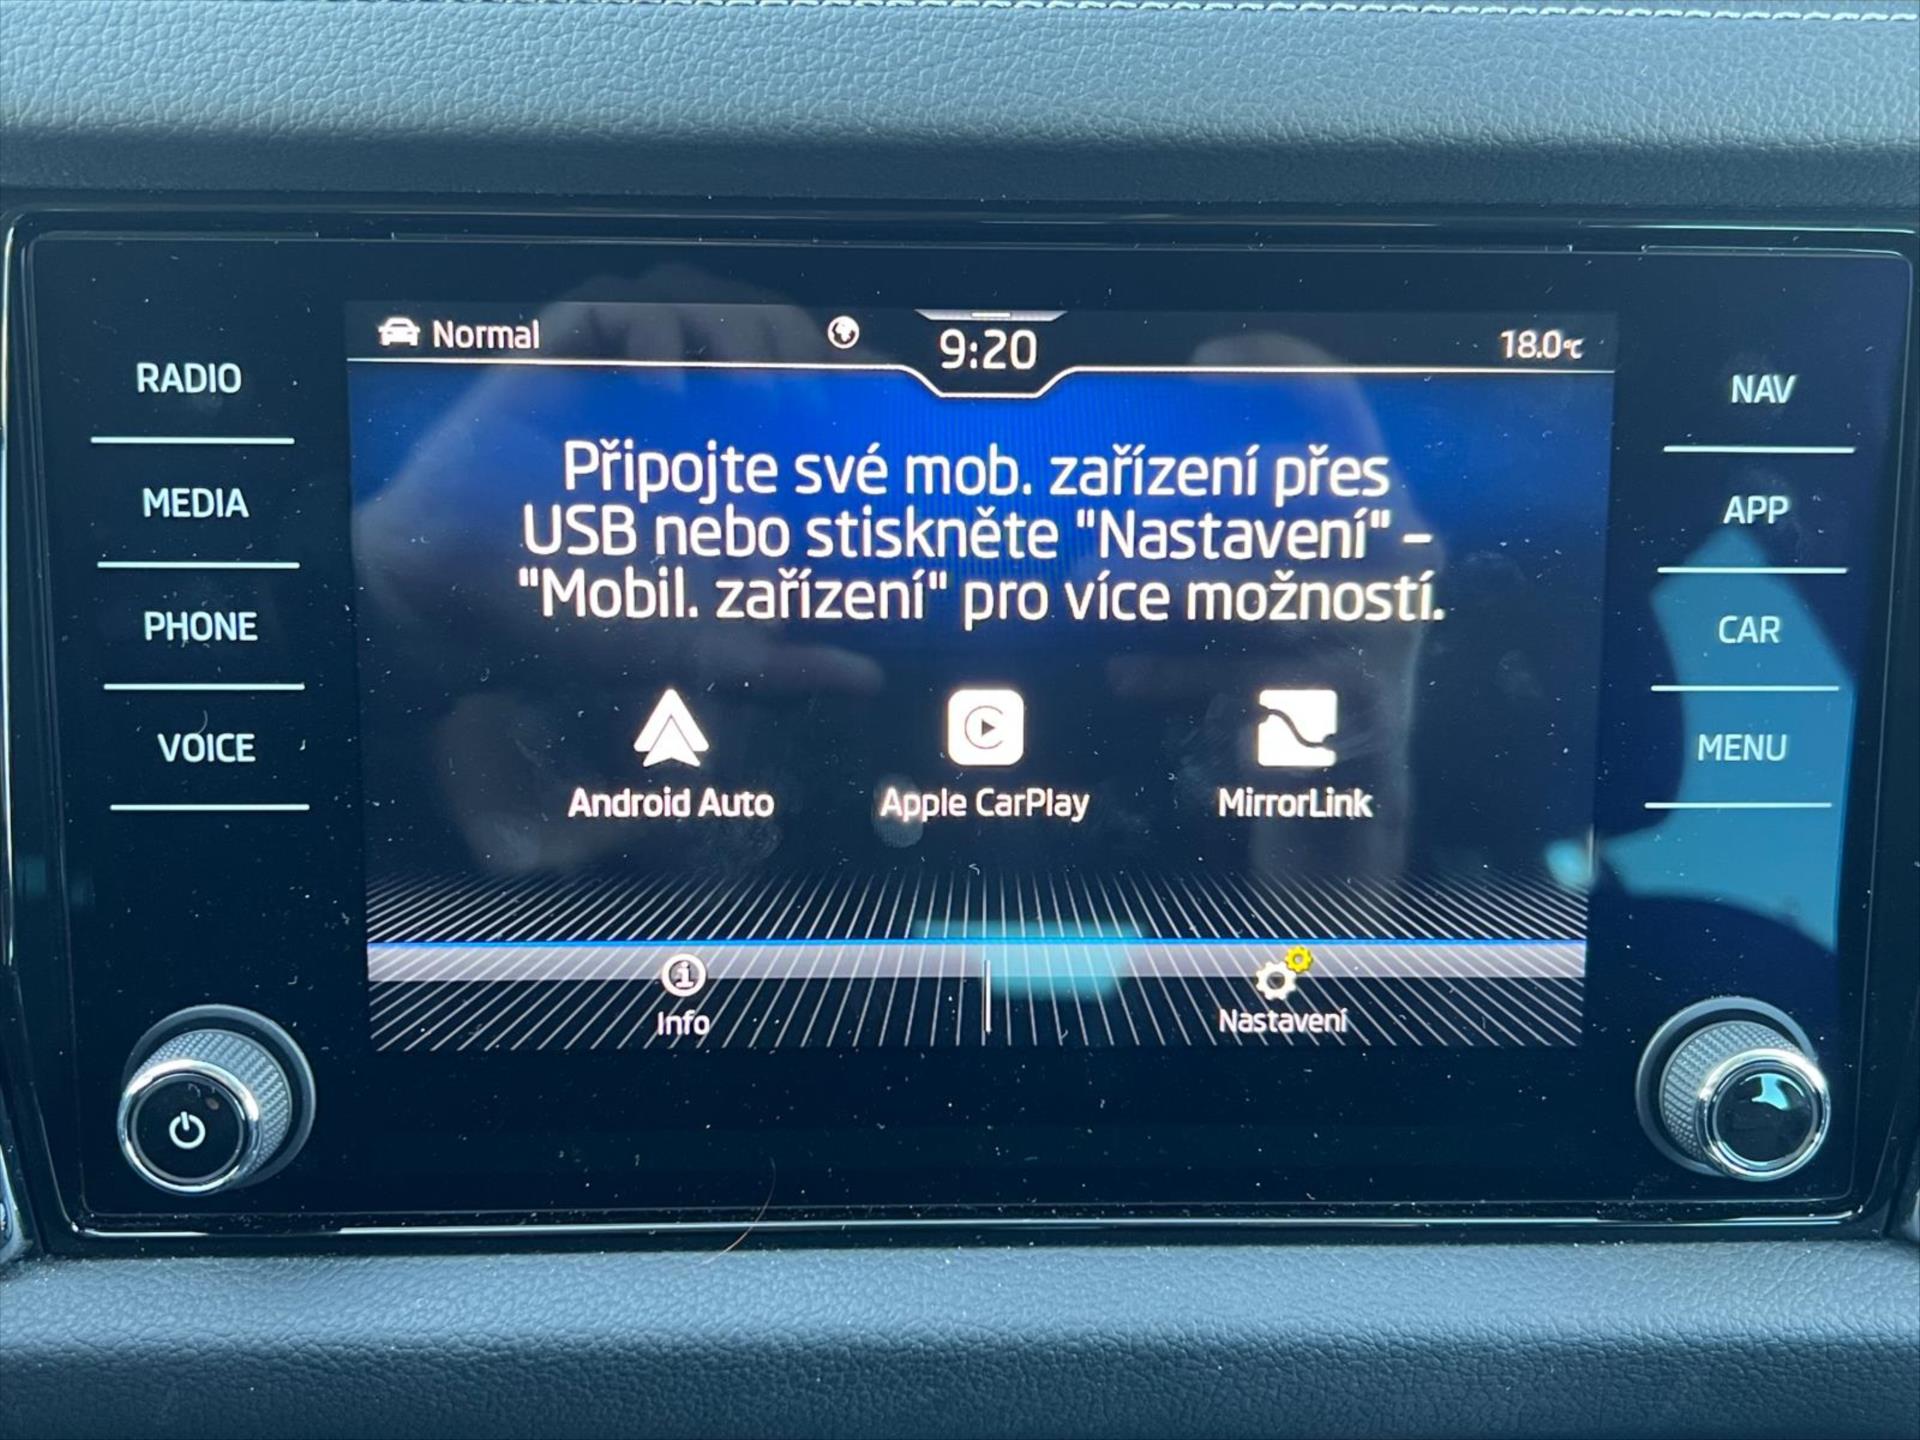 Normal
9:20
18.0°C
RADIO
MEDIA
PHONE
VOICE
Připojte své mob. zařízení přes
USB nebo stiskněte "Nastavení" –
"Mobil. zařízení" pro více možností.
Android Auto
Apple CarPlay
MirrorLink
Info
Nastavení
NAV
APP
CAR
MENU